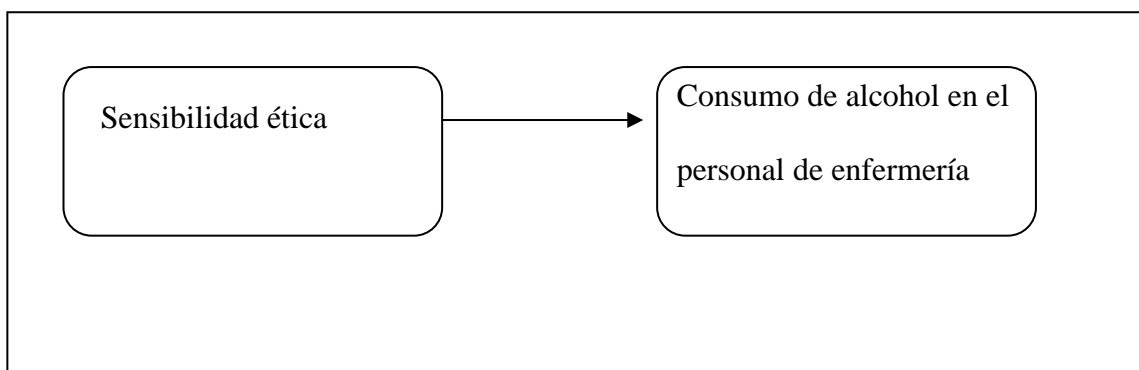 Sensibilidad ética
Consumo de alcohol en el
personal de enfermería